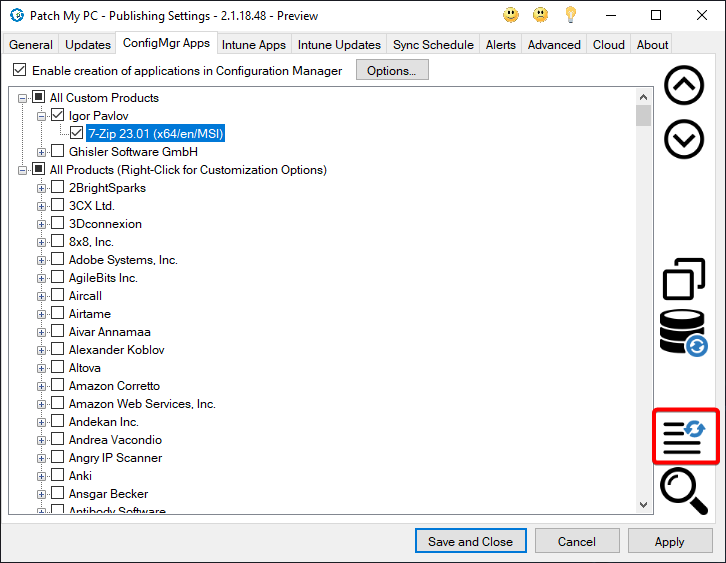 Patch My PC - Publishing Settings - 2.1.18.48 - Preview
General Updates ConfigMgr Apps Intune Apps Intune Updates Sync Schedule Alerts Advanced Cloud About
Enable creation of applications in Configuration Manager Options...
All Custom Products
Igor Pavlov
7-Zip 23.01 (x64/en/MSI)
Ghisler Software GmbH
All Products (Right-Click for Customization Options)
2BrightSparks
3CX Ltd.
3Dconnexion
8x8, Inc.
Adobe Systems, Inc.
AgileBits Inc.
Aircall
Airtame
Aivar Annamaa
Alexander Koblov
Altova
Amazon Corretto
Amazon Web Services, Inc.
Andekan Inc.
Andrea Vacondio
Angry IP Scanner
Anki
Ansgar Becker
Antibody Software
Save and Close Cancel Apply